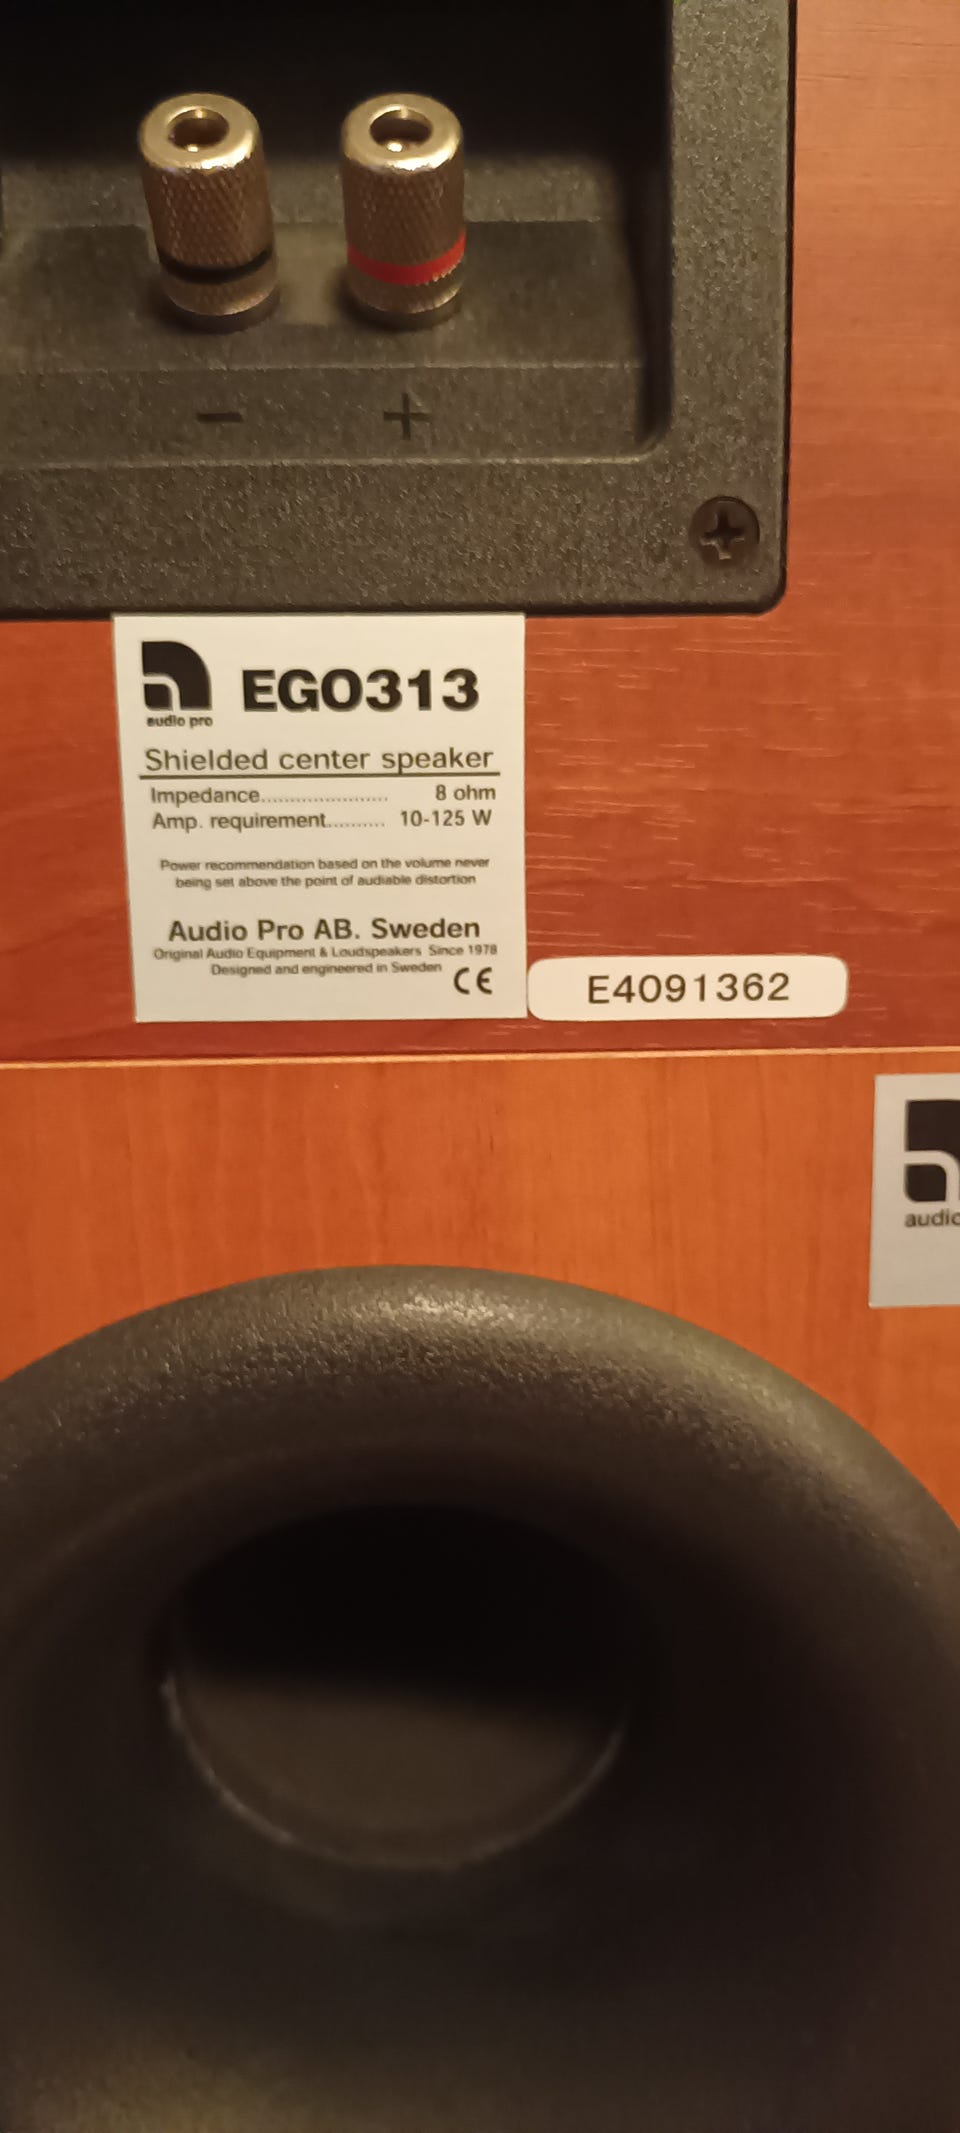 − +
audio pro
EGO313
Shielded center speaker
Impedance...................... 8 ohm
Amp. requirement.......... 10-125 W
Power recommendation based on the volume never
being set above the point of audiable distortion
Audio Pro AB. Sweden
Original Audio Equipment & Loudspeakers Since 1978
Designed and engineered in Sweden
CE
E4091362
audio